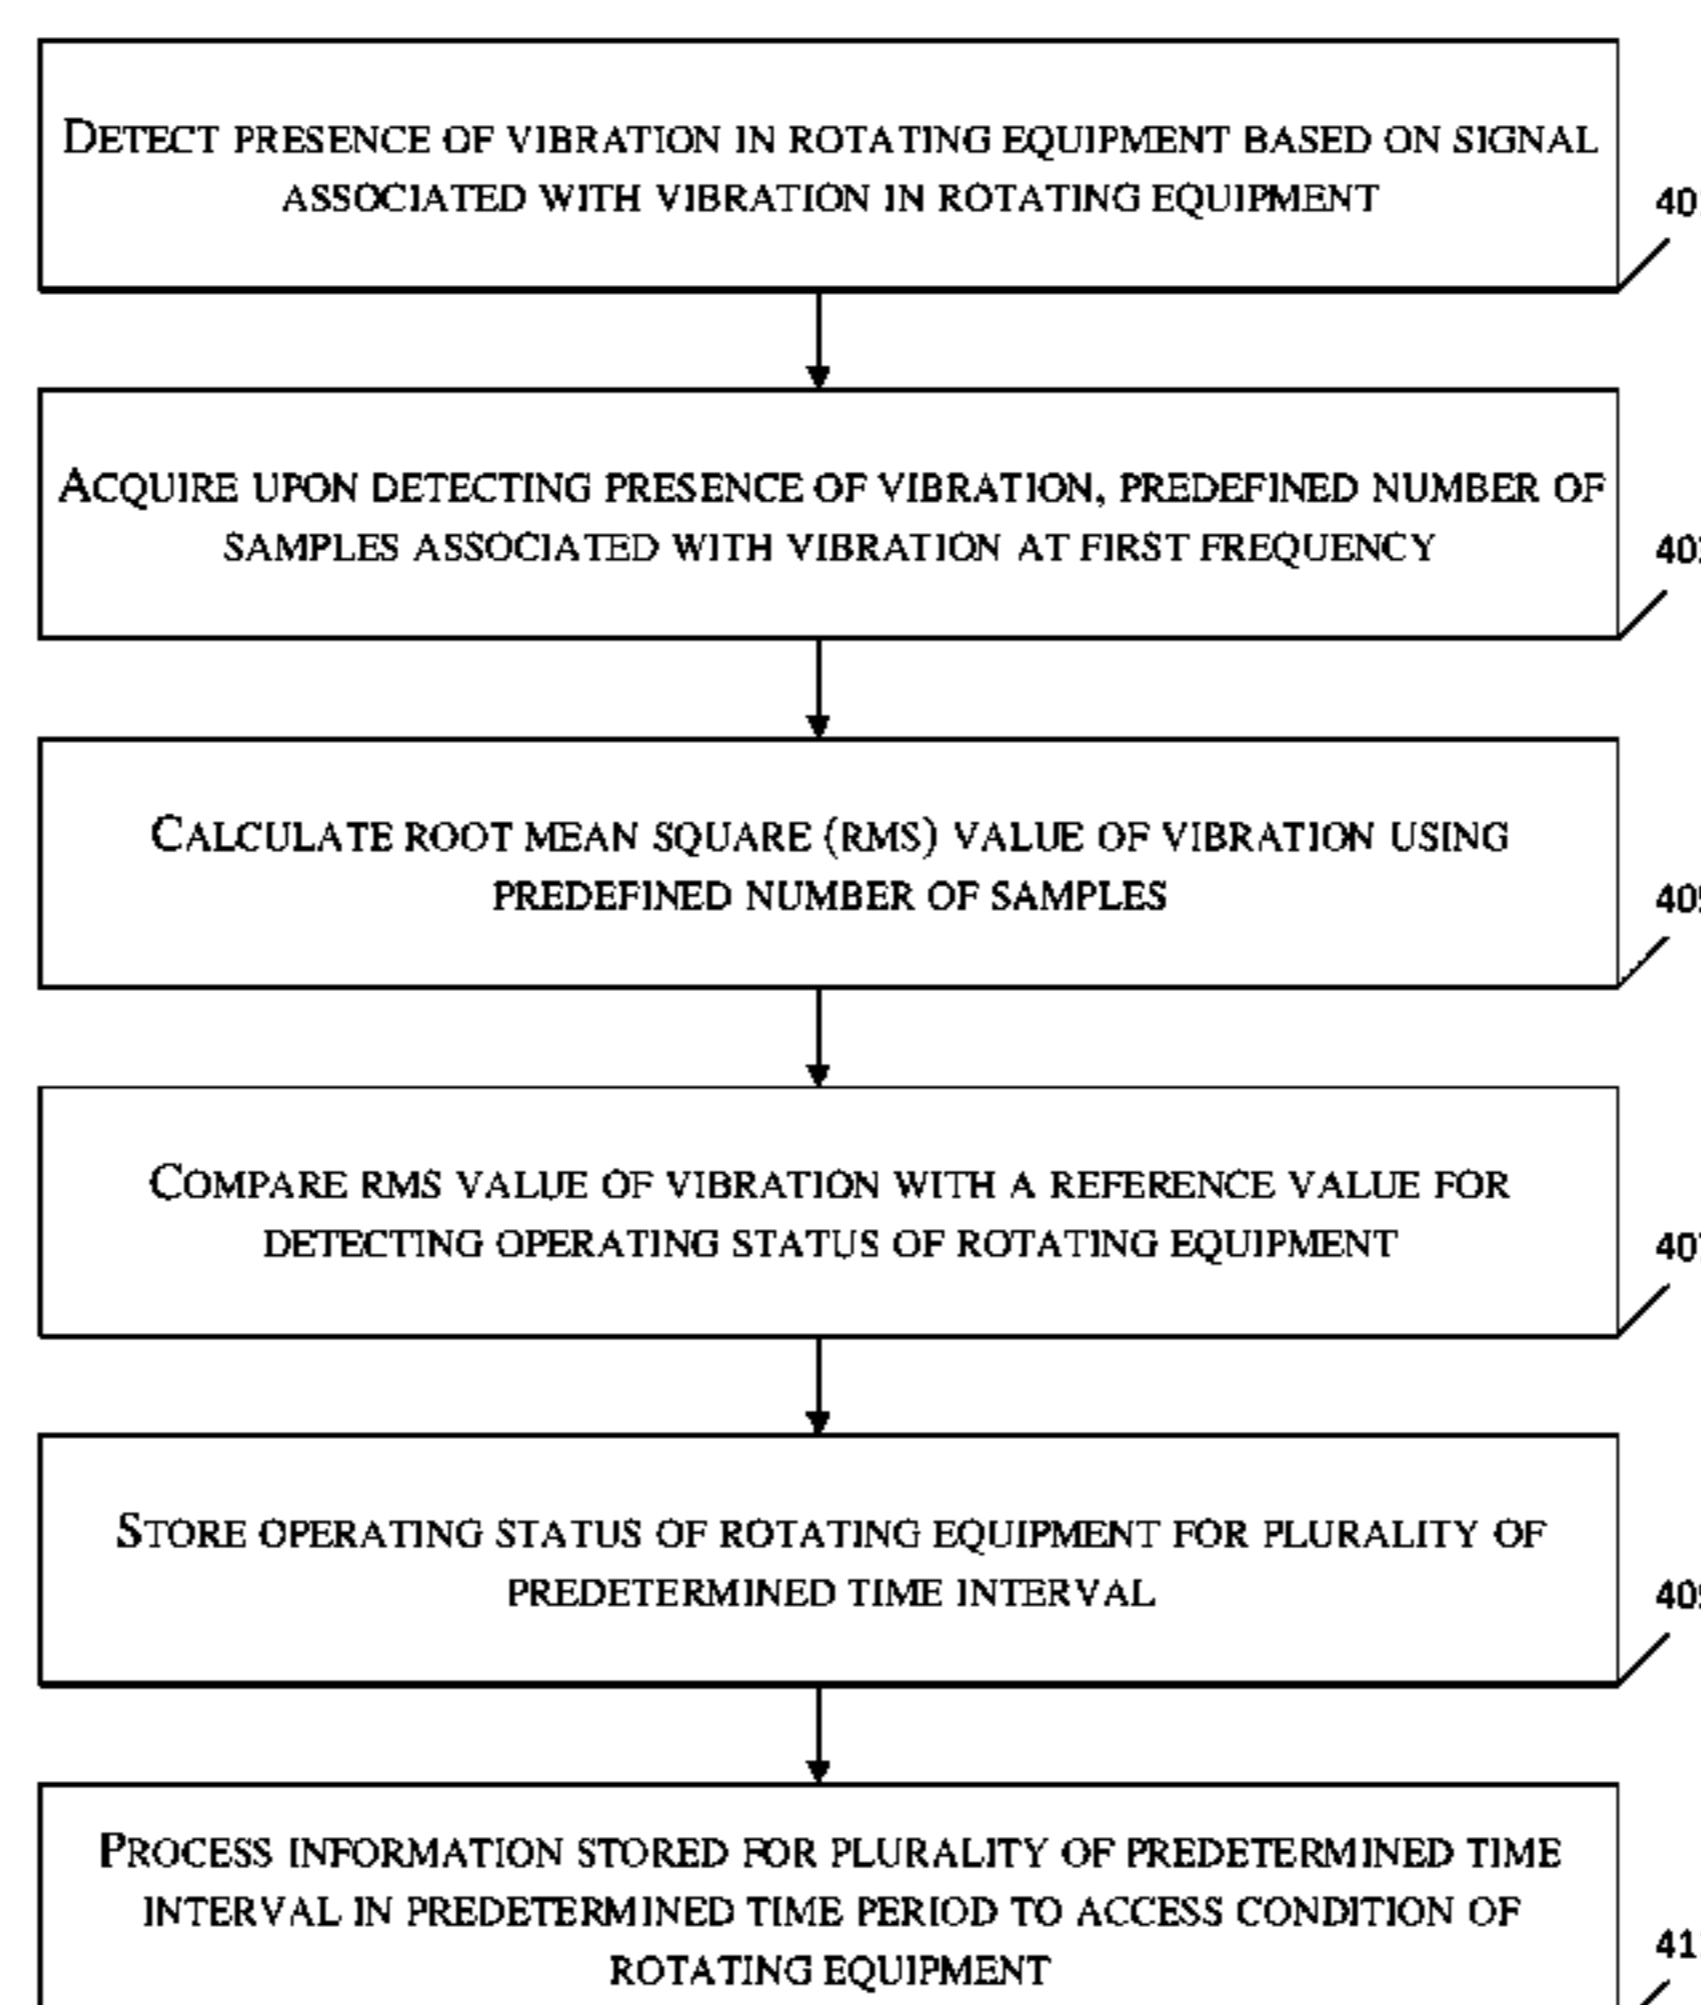 DETECT PRESENCE OF VIBRATION IN ROTATING EQUIPMENT BASED ON SIGNAL
ASSOCIATED WITH VIBRATION IN ROTATING EQUIPMENT
ACQUIRE UPON DETECTING PRESENCE OF VIBRATION, PREDEFINED NUMBER OF
SAMPLES ASSOCIATED WITH VIBRATION AT FIRST FREQUENCY
CALCULATE ROOT MEAN SQUARE (RMS) VALUE OF VIBRATION USING
PREDEFINED NUMBER OF SAMPLES
COMPARE RMS VALUE OF VIBRATION WITH A REFERENCE VALUE FOR
DETECTING OPERATING STATUS OF ROTATING EQUIPMENT
STORE OPERATING STATUS OF ROTATING EQUIPMENT FOR PLURALITY OF
PREDETERMINED TIME INTERVAL
PROCESS INFORMATION STORED FOR PLURALITY OF PREDETERMINED TIME
INTERVAL IN PREDETERMINED TIME PERIOD TO ACCESS CONDITION OF
ROTATING EQUIPMENT